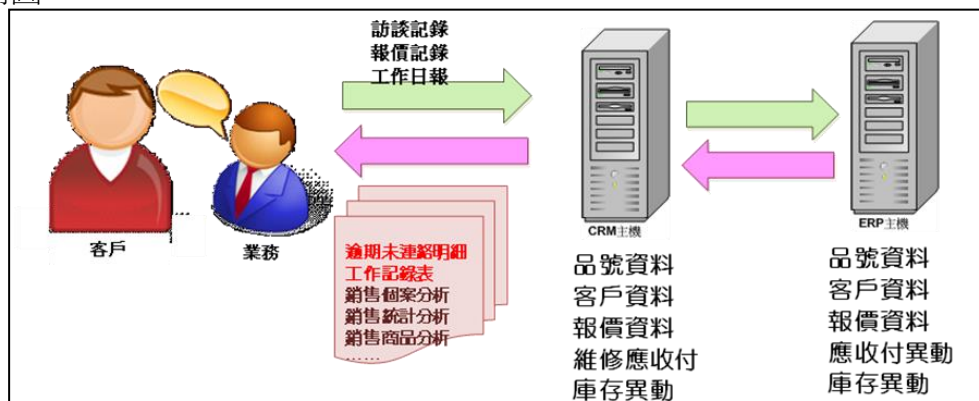 訪談記錄
報價記錄
工作日報
客戶
業務
逾期未連絡明細
工作記錄表
銷售個案分析
銷售統計分析
銷售商品分析
……
CRM主機
品號資料
客戶資料
報價資料
維修應收付
庫存異動
ERP主機
品號資料
客戶資料
報價資料
應收付異動
庫存異動